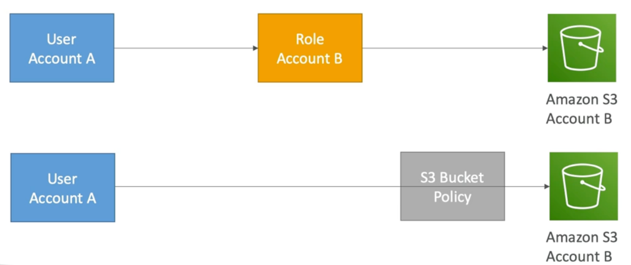 User
Account A
Role
Account B
Amazon S3
Account B
User
Account A
S3 Bucket
Policy
Amazon S3
Account B